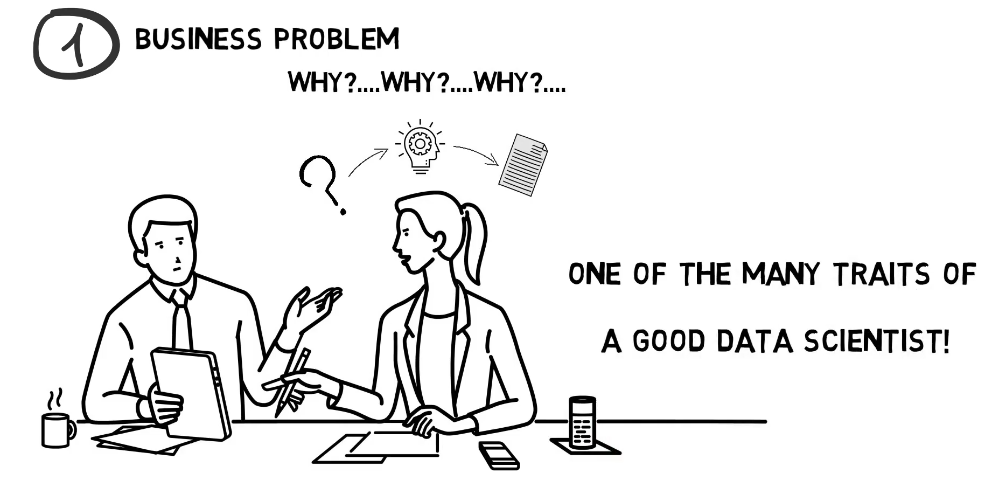 1
BUSINESS PROBLEM
WHY?....WHY?....WHY?....
?
ONE OF THE MANY TRAITS OF
A GOOD DATA SCIENTIST!